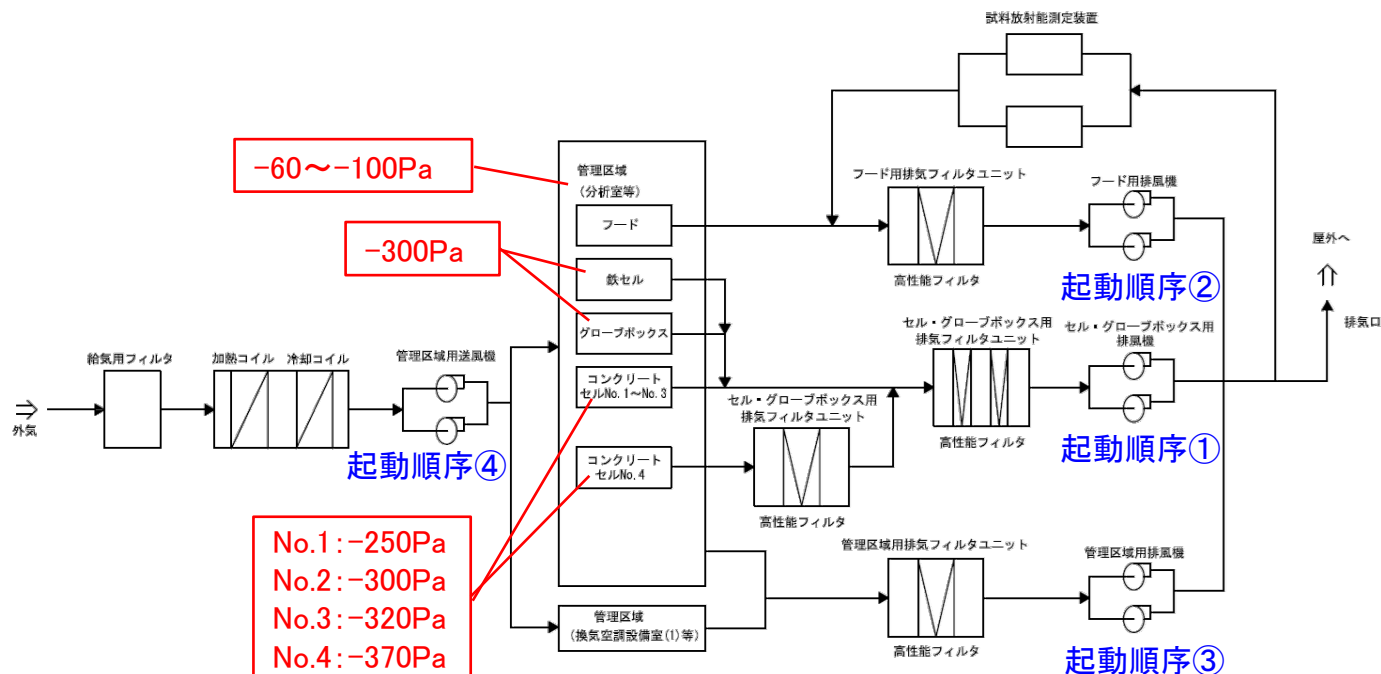 試料放射能測定装置
-60～-100Pa
管理区域
(分析室等)
フード
フード用排気フィルタユニット
高性能フィルタ
フード用排風機
起動順序②
屋外へ
排気口
-300Pa
鉄セル
グローブボックス
コンクリート
セルNo.1～No.3
コンクリート
セルNo.4
セル・グローブボックス用
排気フィルタユニット
高性能フィルタ
セル・グローブボックス用
排気フィルタユニット
高性能フィルタ
セル・グローブボックス用
排風機
起動順序①
外気
給気用フィルタ
加熱コイル 冷却コイル
管理区域用送風機
起動順序④
No.1:-250Pa
No.2:-300Pa
No.3:-320Pa
No.4:-370Pa
管理区域
(換気空調設備室(1)等)
管理区域用排気フィルタユニット
高性能フィルタ
管理区域用排風機
起動順序③